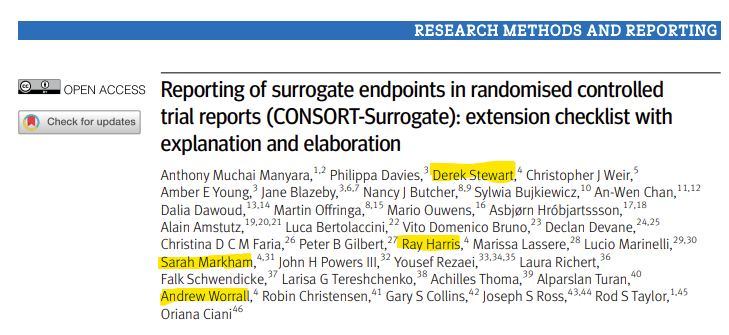 RESEARCH METHODS AND REPORTING
OPEN ACCESS
Check for updates
Reporting of surrogate endpoints in randomised controlled
trial reports (CONSORT-Surrogate): extension checklist with
explanation and elaboration
Anthony Muchai Manyara,1,2 Philippa Davies,3 Derek Stewart,4 Christopher J Weir,5
Amber E Young,3 Jane Blazeby,3,6,7 Nancy J Butcher,8,9 Sylwia Bujkiewicz,10 An-Wen Chan,11,12
Dalia Dawoud,13,14 Martin Offringa,8,15 Mario Ouwens,16 Asbjørn Hróbjartssson,17,18
Alain Amstutz,19,20,21 Luca Bertolaccini,22 Vito Domenico Bruno,23 Declan Devane,24,25
Christina D C M Faria,26 Peter B Gilbert,27 Ray Harris,4 Marissa Lassere,28 Lucio Marinelli,29,30
Sarah Markham,4,31 John H Powers III,32 Yousef Rezaei,33,34,35 Laura Richert,36
Falk Schwendicke,37 Larisa G Tereshchenko,38 Achilles Thoma,39 Alparslan Turan,40
Andrew Worrall,4 Robin Christensen,41 Gary S Collins,42 Joseph S Ross,43,44 Rod S Taylor,1,45
Oriana Ciani46